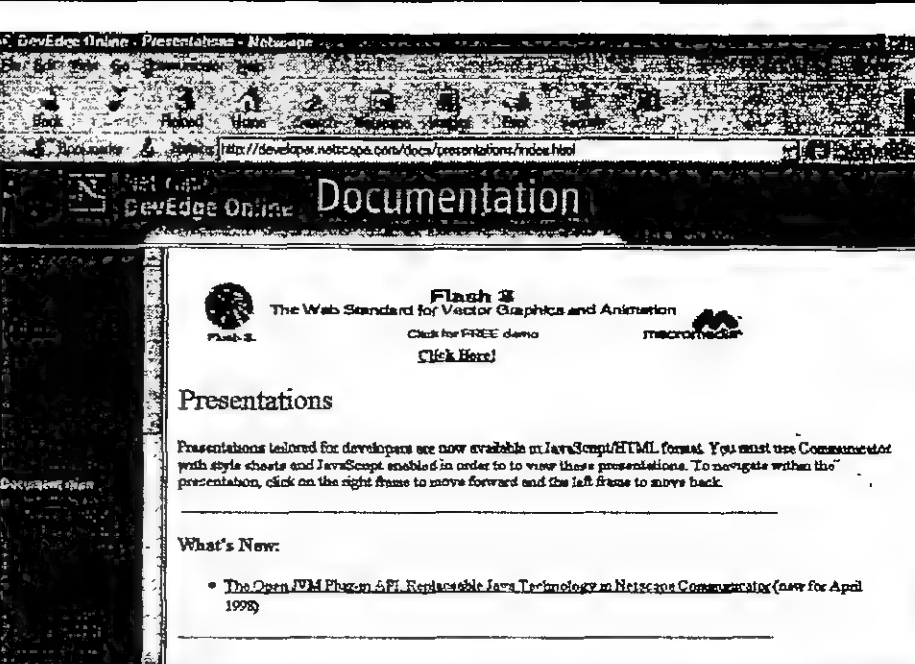 DevEdge Online - Presentations - Netscape
Back Reload Home
http://developer.netscape.com/docs/presentations/index.html
DevEdge Online Documentation
Flash 3
The Web Standard for Vector Graphics and Animation
Click for FREE demo
macromedia
Click Here!
Presentations
Presentations tailored for developers are now available in JavaScript/HTML format. You must use Communicator
with style sheets and JavaScript enabled in order to to view these presentations. To navigate within the
presentation, click on the right frame to move forward and the left frame to move back.
What's New:
• The Open JVM Plug-in API, Replaceable Java Technology in Netscape Communicator (new for April
1998)